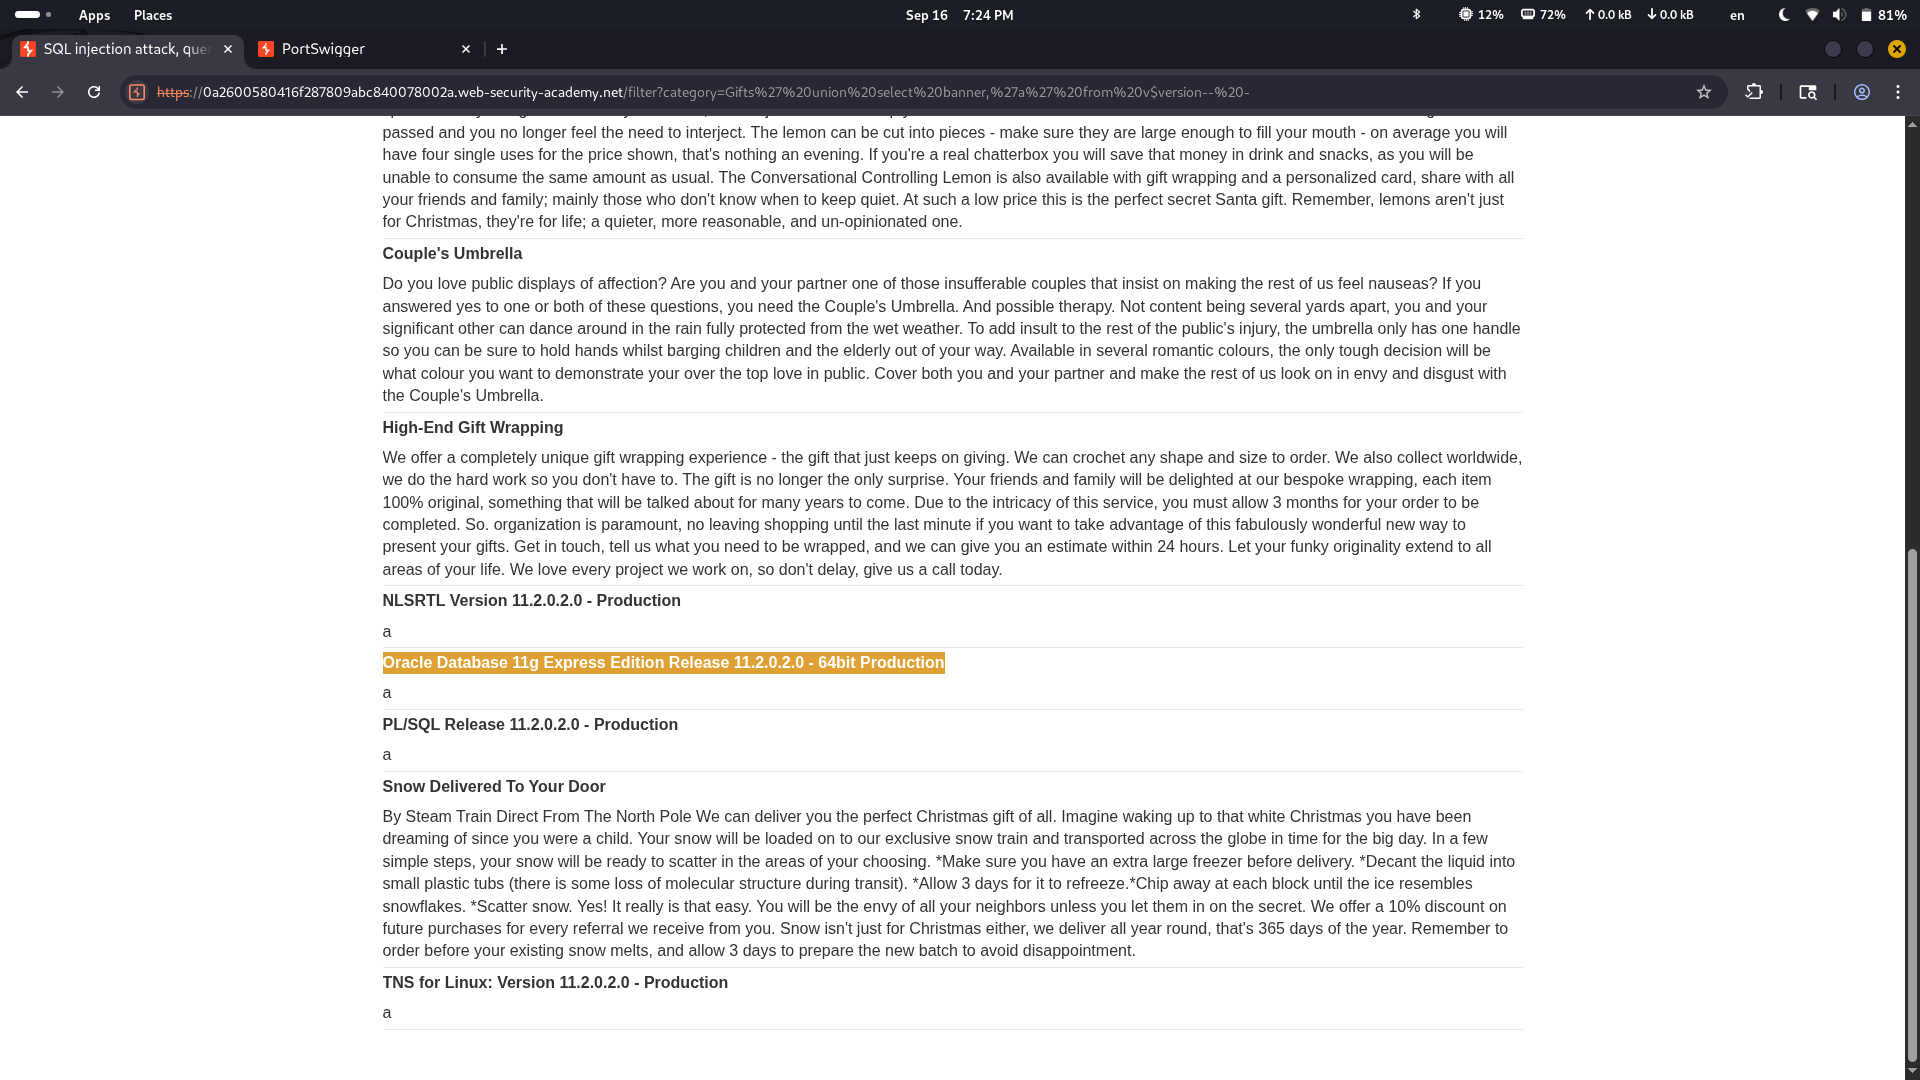 Apps Places Sep 16 7:24 PM 12% 72% 0.0 kB 0.0 kB en 81%
SQL injection attack, que PortSwigger
https://0a2600580416f287809abc840078002a.web-security-academy.net/filter?category=Gifts%27%20union%20select%20banner,%27a%27%20from%20v$version--%20-
passed and you no longer feel the need to interject. The lemon can be cut into pieces - make sure they are large enough to fill your mouth - on average you will
have four single uses for the price shown, that's nothing an evening. If you're a real chatterbox you will save that money in drink and snacks, as you will be
unable to consume the same amount as usual. The Conversational Controlling Lemon is also available with gift wrapping and a personalized card, share with all
your friends and family; mainly those who don't know when to keep quiet. At such a low price this is the perfect secret Santa gift. Remember, lemons aren't just
for Christmas, they're for life; a quieter, more reasonable, and un-opinionated one.
Couple's Umbrella
Do you love public displays of affection? Are you and your partner one of those insufferable couples that insist on making the rest of us feel nauseas? If you
answered yes to one or both of these questions, you need the Couple's Umbrella. And possible therapy. Not content being several yards apart, you and your
significant other can dance around in the rain fully protected from the wet weather. To add insult to the rest of the public's injury, the umbrella only has one handle
so you can be sure to hold hands whilst barging children and the elderly out of your way. Available in several romantic colours, the only tough decision will be
what colour you want to demonstrate your over the top love in public. Cover both you and your partner and make the rest of us look on in envy and disgust with
the Couple's Umbrella.
High-End Gift Wrapping
We offer a completely unique gift wrapping experience - the gift that just keeps on giving. We can crochet any shape and size to order. We also collect worldwide,
we do the hard work so you don't have to. The gift is no longer the only surprise. Your friends and family will be delighted at our bespoke wrapping, each item
100% original, something that will be talked about for many years to come. Due to the intricacy of this service, you must allow 3 months for your order to be
completed. So. organization is paramount, no leaving shopping until the last minute if you want to take advantage of this fabulously wonderful new way to
present your gifts. Get in touch, tell us what you need to be wrapped, and we can give you an estimate within 24 hours. Let your funky originality extend to all
areas of your life. We love every project we work on, so don't delay, give us a call today.
NLSRTL Version 11.2.0.2.0 - Production
a
Oracle Database 11g Express Edition Release 11.2.0.2.0 - 64bit Production
a
PL/SQL Release 11.2.0.2.0 - Production
a
Snow Delivered To Your Door
By Steam Train Direct From The North Pole We can deliver you the perfect Christmas gift of all. Imagine waking up to that white Christmas you have been
dreaming of since you were a child. Your snow will be loaded on to our exclusive snow train and transported across the globe in time for the big day. In a few
simple steps, your snow will be ready to scatter in the areas of your choosing. *Make sure you have an extra large freezer before delivery. *Decant the liquid into
small plastic tubs (there is some loss of molecular structure during transit). *Allow 3 days for it to refreeze.*Chip away at each block until the ice resembles
snowflakes. *Scatter snow. Yes! It really is that easy. You will be the envy of all your neighbors unless you let them in on the secret. We offer a 10% discount on
future purchases for every referral we receive from you. Snow isn't just for Christmas either, we deliver all year round, that's 365 days of the year. Remember to
order before your existing snow melts, and allow 3 days to prepare the new batch to avoid disappointment.
TNS for Linux: Version 11.2.0.2.0 - Production
a